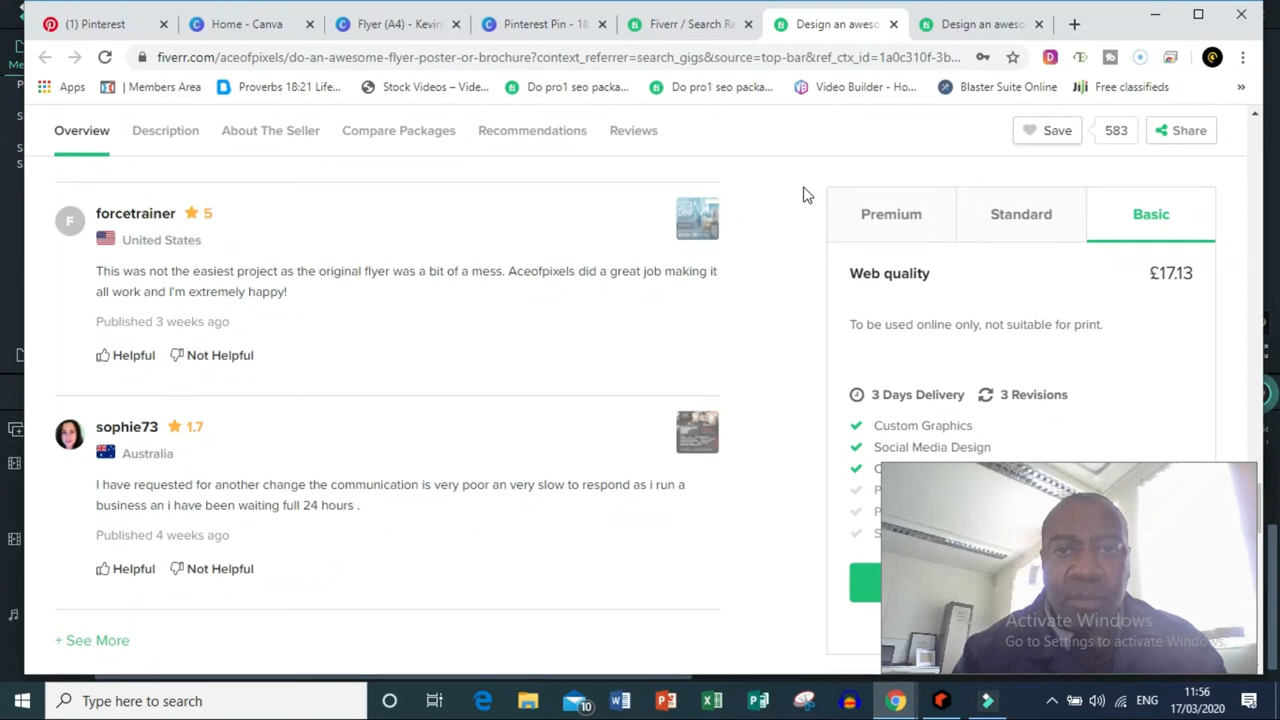 (1) Pinterest
Home - Canva
Flyer (A4) - Kevin
Pinterest Pin - 18
Fiverr / Search Re
Design an aweso
Design an aweso
fiverr.com/aceofpixels/do-an-awesome-flyer-poster-or-brochure?context_referrer=search_gigs&source=top-bar&ref_ctx_id=1a0c310f-3b...
Apps
| Members Area
Proverbs 18:21 Life...
Stock Videos – Vide...
Do pro1 seo packa...
Do pro1 seo packa...
Video Builder - Ho...
Blaster Suite Online
Free classifieds
Overview
Description
About The Seller
Compare Packages
Recommendations
Reviews
Save
583
Share
forcetrainer 5
United States
This was not the easiest project as the original flyer was a bit of a mess. Aceofpixels did a great job making it
all work and I'm extremely happy!
Published 3 weeks ago
Helpful
Not Helpful
sophie73 1.7
Australia
I have requested for another change the communication is very poor an very slow to respond as i run a
business an i have been waiting full 24 hours .
Published 4 weeks ago
Helpful
Not Helpful
+ See More
Premium
Standard
Basic
Web quality
£17.13
To be used online only, not suitable for print.
3 Days Delivery
3 Revisions
Custom Graphics
Social Media Design
Activate Windows
Go to Settings to activate Windows.
Type here to search
10
ENG
11:56
17/03/2020